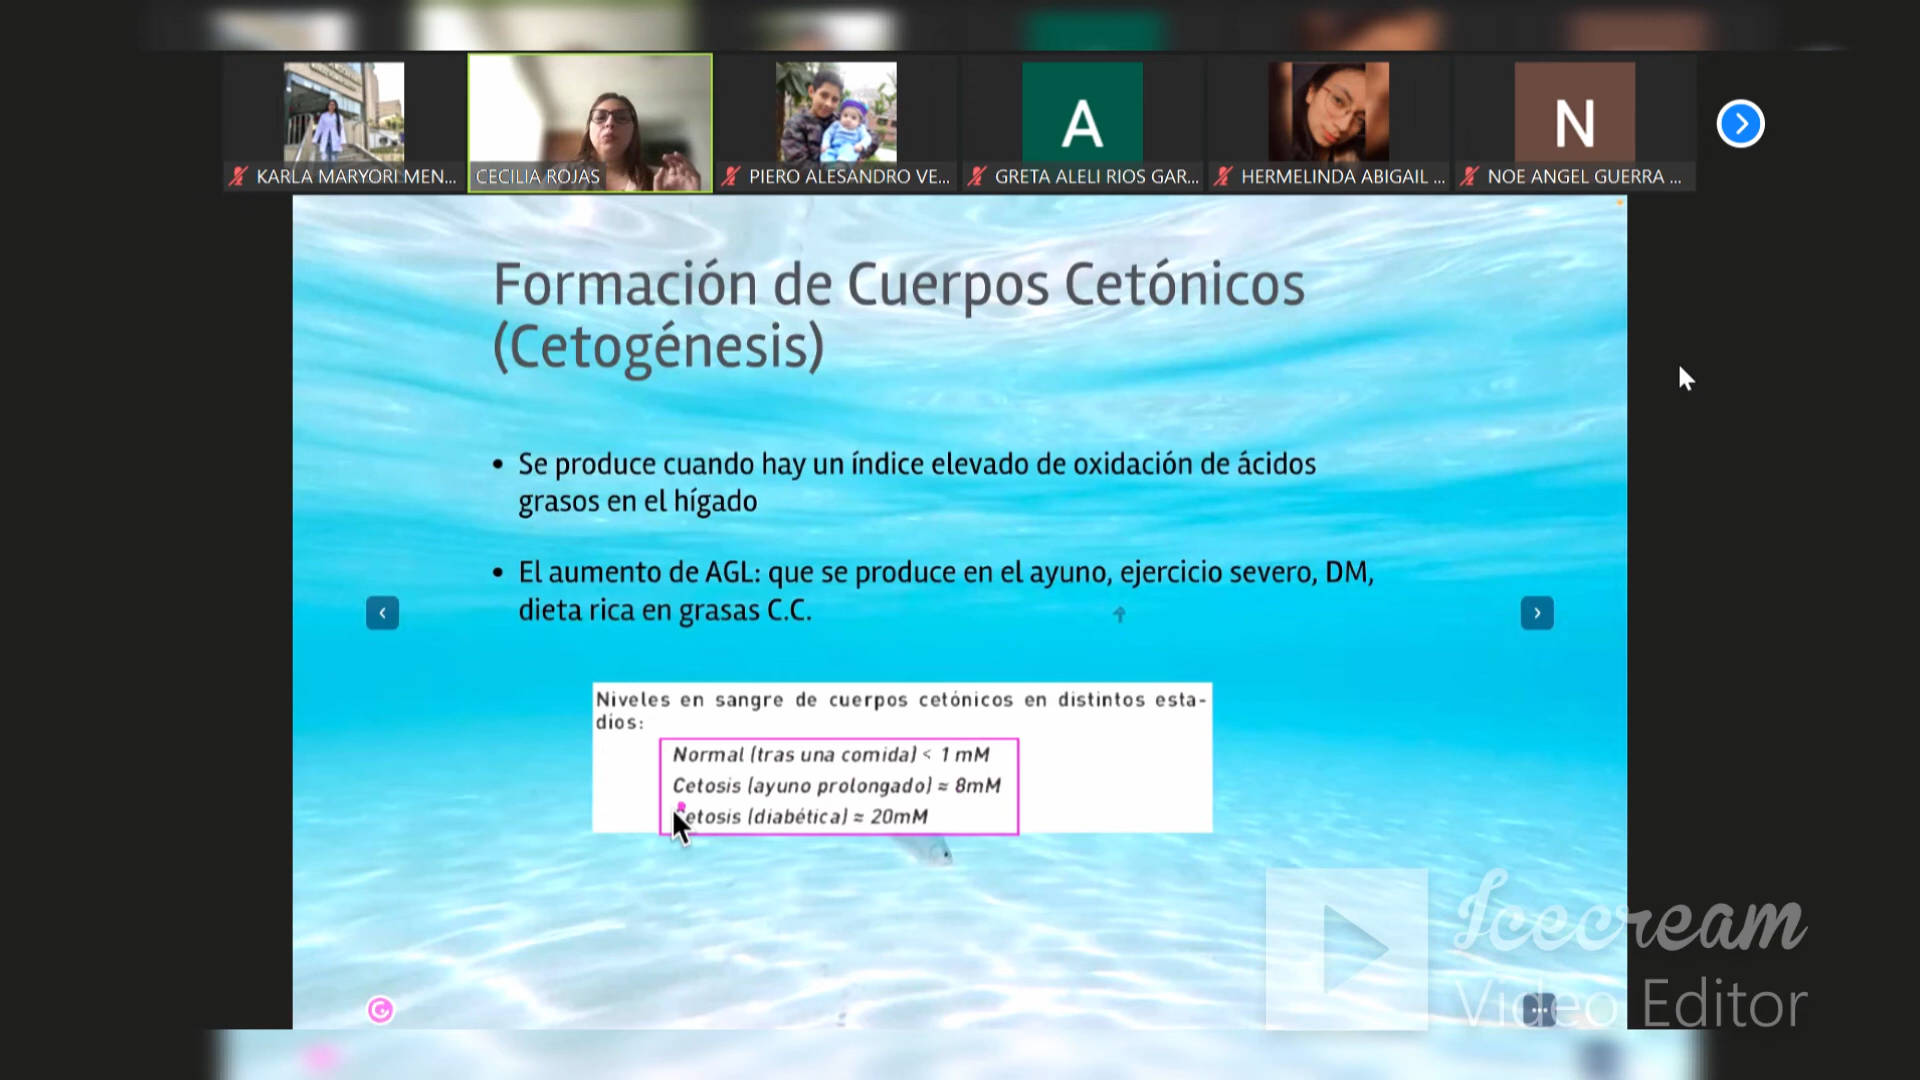 KARLA MARYORI MEN...
CECILIA ROJAS
PIERO ALESANDRO VE...
A
GRETA ALELI RIOS GAR...
HERMELINDA ABIGAIL ...
N
NOE ANGEL GUERRA ...
Formación de Cuerpos Cetónicos
(Cetogénesis)
• Se produce cuando hay un índice elevado de oxidación de ácidos
grasos en el hígado
• El aumento de AGL: que se produce en el ayuno, ejercicio severo, DM,
dieta rica en grasas C.C.
Niveles en sangre de cuerpos cetónicos en distintos esta-
díos:
Normal (tras una comida) < 1 mM
Cetosis (ayuno prolongado) ≈ 8mM
Cetosis (diabética) ≈ 20mM
Icecream
Video Editor